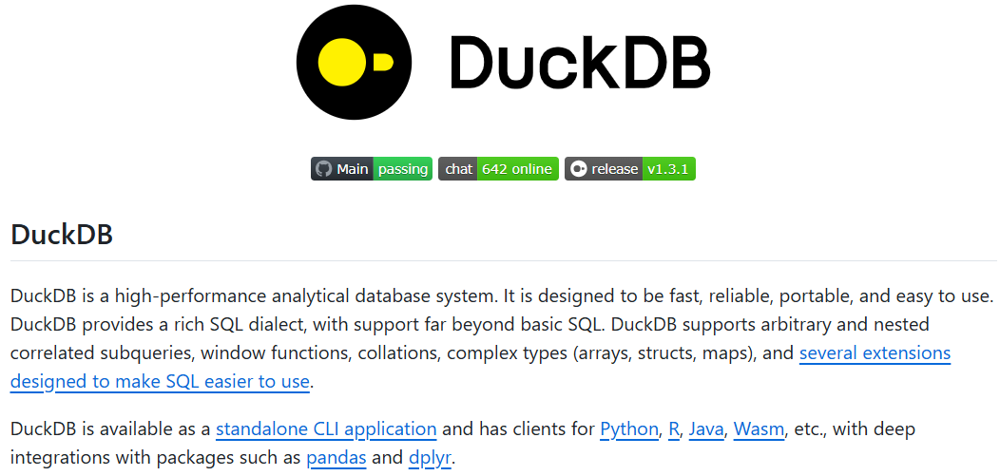 DuckDB
Main passing chat 642 online release v1.3.1
DuckDB
DuckDB is a high-performance analytical database system. It is designed to be fast, reliable, portable, and easy to use.
DuckDB provides a rich SQL dialect, with support far beyond basic SQL. DuckDB supports arbitrary and nested
correlated subqueries, window functions, collations, complex types (arrays, structs, maps), and several extensions
designed to make SQL easier to use.
DuckDB is available as a standalone CLI application and has clients for Python, R, Java, Wasm, etc., with deep
integrations with packages such as pandas and dplyr.